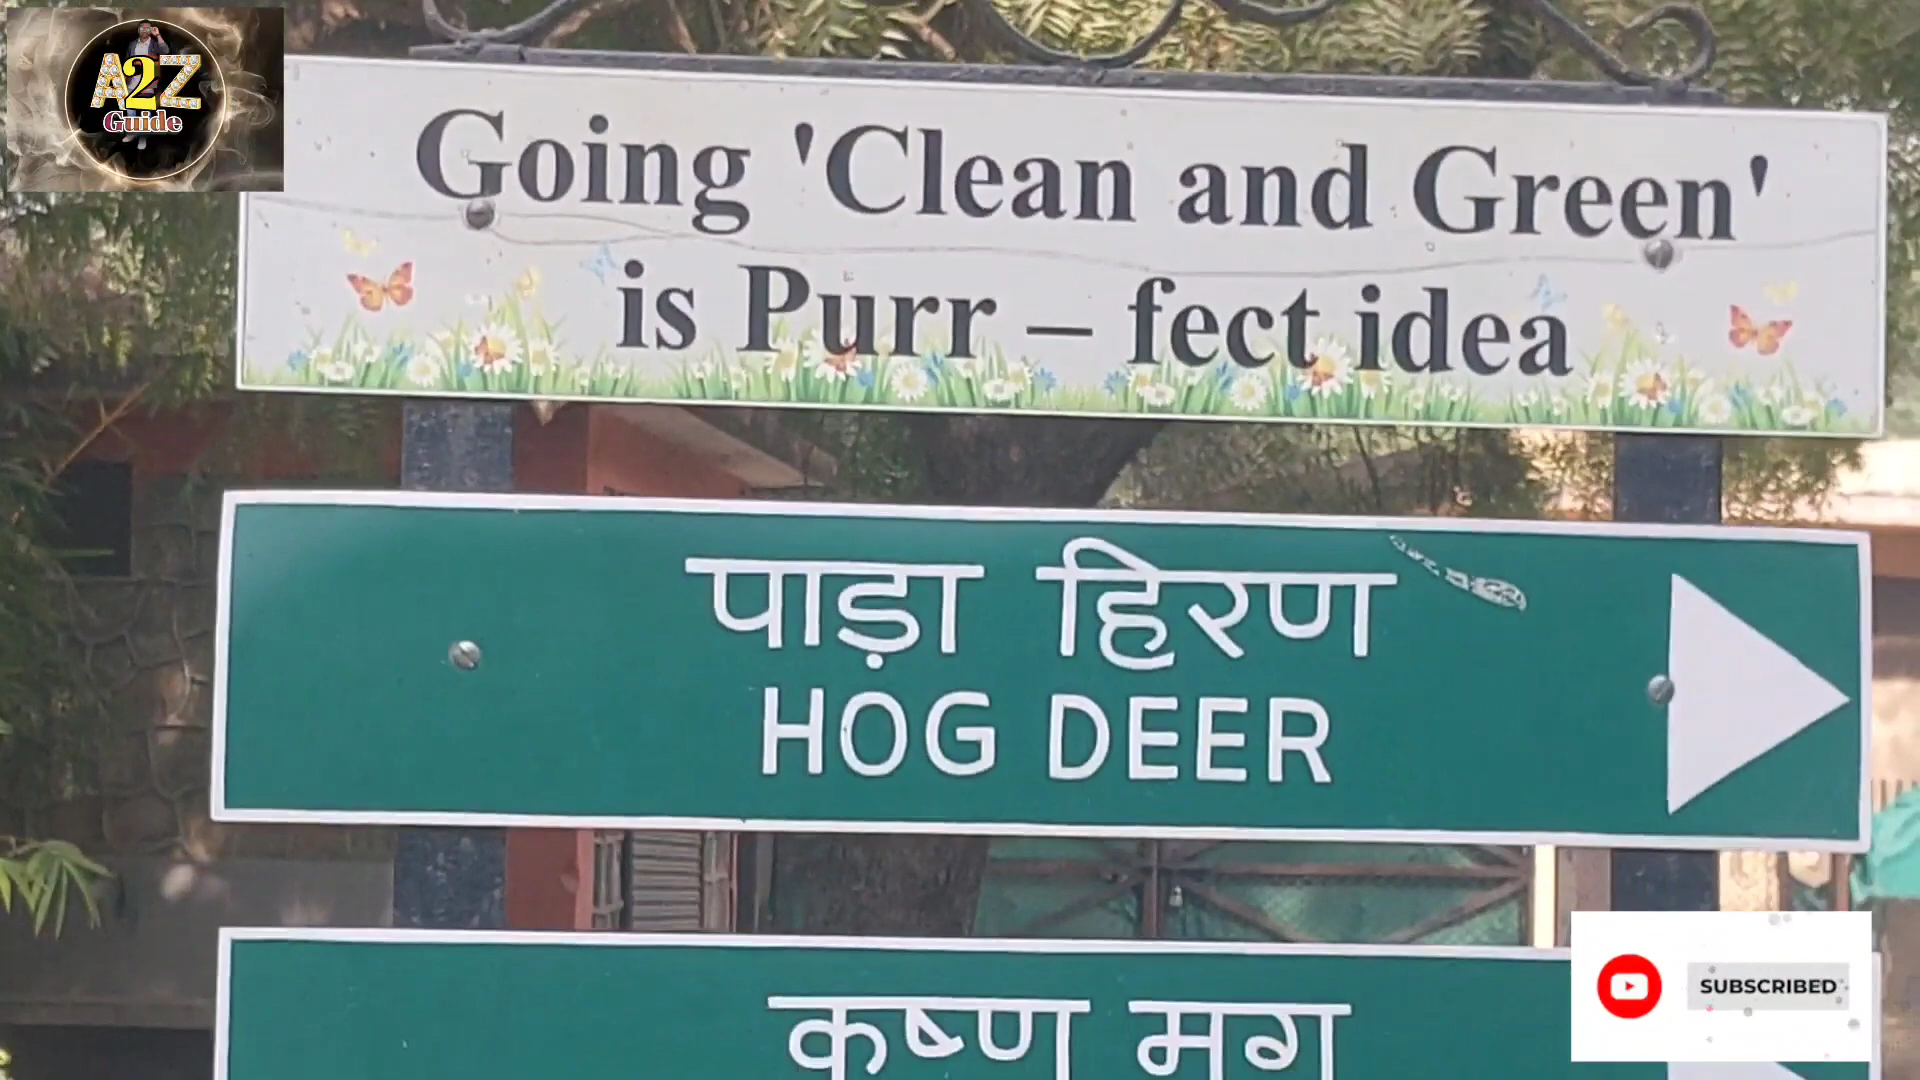 A2Z
Guide
Going 'Clean and Green'
is Purr – fect idea
पाड़ा हिरण
HOG DEER
SUBSCRIBED